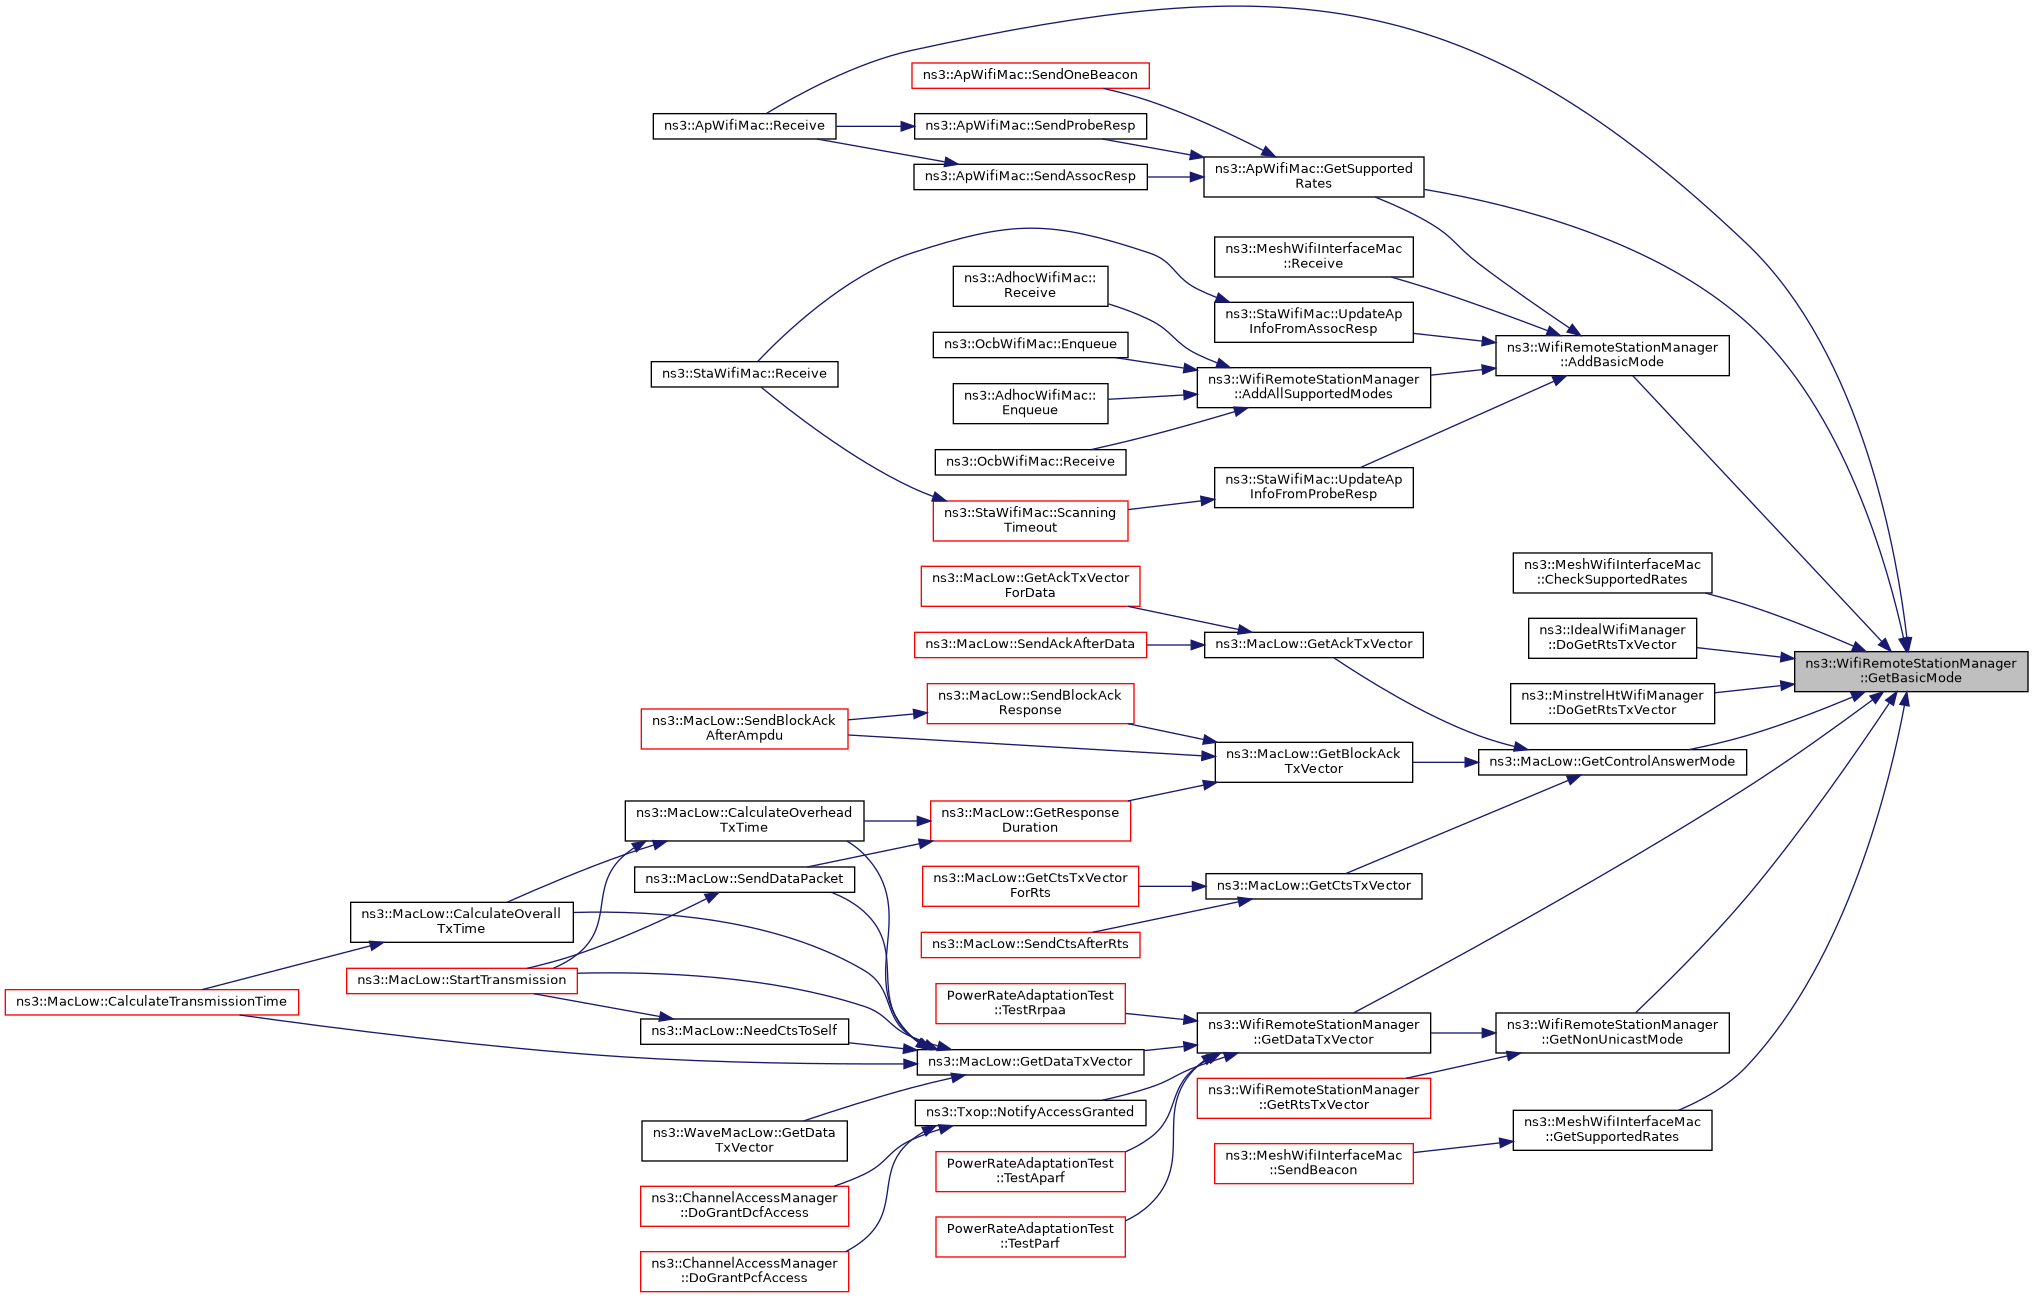 ns3::ApWifiMac::SendOneBeacon
ns3::ApWifiMac::Receive
ns3::ApWifiMac::SendProbeResp
ns3::ApWifiMac::SendAssocResp
ns3::ApWifiMac::GetSupported
Rates
ns3::MeshWifiInterfaceMac
::Receive
ns3::AdhocWifiMac::
Receive
ns3::StaWifiMac::UpdateAp
InfoFromAssocResp
ns3::OcbWifiMac::Enqueue
ns3::WifiRemoteStationManager
::AddBasicMode
ns3::StaWifiMac::Receive
ns3::WifiRemoteStationManager
::AddAllSupportedModes
ns3::AdhocWifiMac::
Enqueue
ns3::OcbWifiMac::Receive
ns3::StaWifiMac::UpdateAp
InfoFromProbeResp
ns3::StaWifiMac::Scanning
Timeout
ns3::MeshWifiInterfaceMac
::CheckSupportedRates
ns3::MacLow::GetAckTxVector
ForData
ns3::IdealWifiManager
::DoGetRtsTxVector
ns3::MacLow::SendAckAfterData
ns3::MacLow::GetAckTxVector
ns3::WifiRemoteStationManager
::GetBasicMode
ns3::MinstrelHtWifiManager
::DoGetRtsTxVector
ns3::MacLow::SendBlockAck
Response
ns3::MacLow::SendBlockAck
AfterAmpdu
ns3::MacLow::GetBlockAck
TxVector
ns3::MacLow::GetControlAnswerMode
ns3::MacLow::CalculateOverhead
TxTime
ns3::MacLow::GetResponse
Duration
ns3::MacLow::SendDataPacket
ns3::MacLow::GetCtsTxVector
ForRts
ns3::MacLow::GetCtsTxVector
ns3::MacLow::CalculateOverall
TxTime
ns3::MacLow::SendCtsAfterRts
ns3::MacLow::StartTransmission
ns3::MacLow::CalculateTransmissionTime
PowerRateAdaptationTest
::TestRrpaa
ns3::MacLow::NeedCtsToSelf
ns3::WifiRemoteStationManager
::GetDataTxVector
ns3::WifiRemoteStationManager
::GetNonUnicastMode
ns3::MacLow::GetDataTxVector
ns3::WifiRemoteStationManager
::GetRtsTxVector
ns3::Txop::NotifyAccessGranted
ns3::MeshWifiInterfaceMac
::GetSupportedRates
ns3::WaveMacLow::GetData
TxVector
ns3::MeshWifiInterfaceMac
::SendBeacon
PowerRateAdaptationTest
::TestAparf
ns3::ChannelAccessManager
::DoGrantDcfAccess
PowerRateAdaptationTest
::TestParf
ns3::ChannelAccessManager
::DoGrantPcfAccess